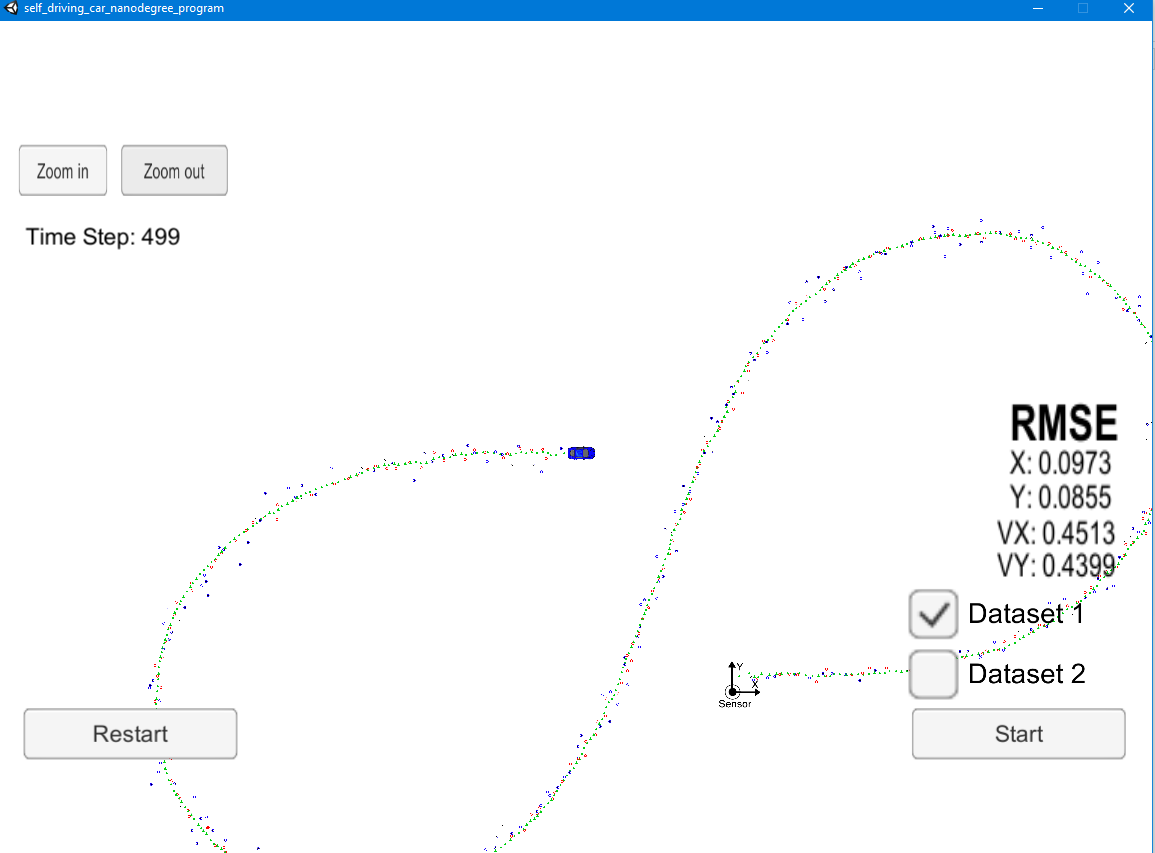 self_driving_car_nanodegree_program
Zoom in
Zoom out
Time Step: 499
RMSE
X: 0.0973
Y: 0.0855
VX: 0.4513
VY: 0.4399
Dataset 1
Dataset 2
Y
X
Sensor
Restart
Start